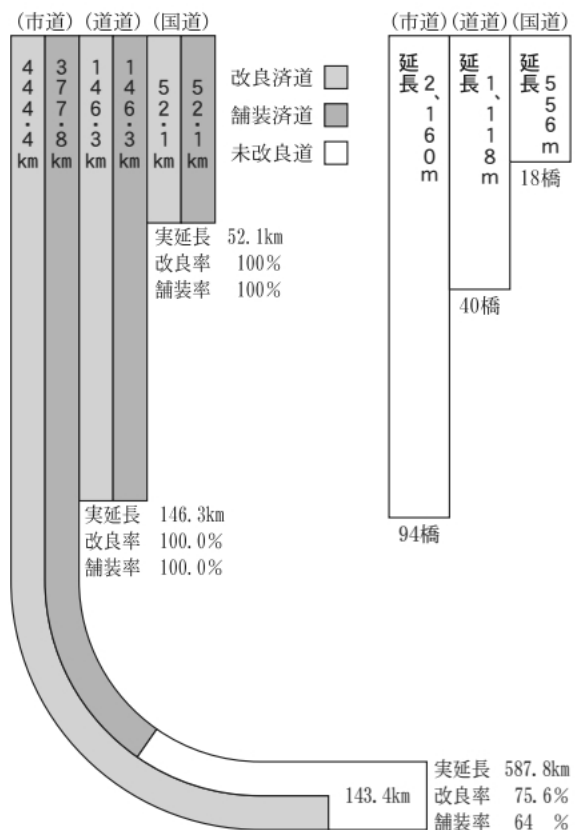 (市道)(道道)(国道)
444.4km
377.8km
146.3km
146.3km
52.1km
52.1km
改良済道
舗装済道
未改良道
実延長 52.1km
改良率 100%
舗装率 100%
実延長 146.3km
改良率 100.0%
舗装率 100.0%
143.4km
実延長 587.8km
改良率 75.6%
舗装率 64 %
(市道)(道道)(国道)
延長 2、160m
延長 1、118m
延長 556m
18橋
40橋
94橋